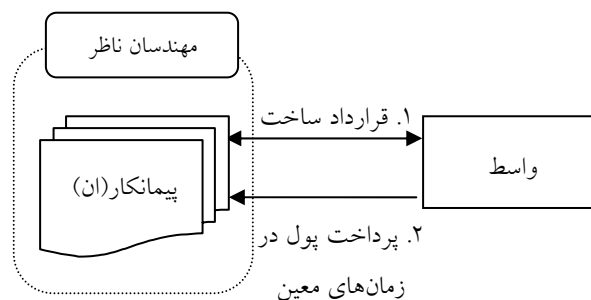 مهندسان ناظر
۱. قرارداد ساخت
واسط
پیمانکار(ان)
۲. پرداخت پول در
زمان‌های معین